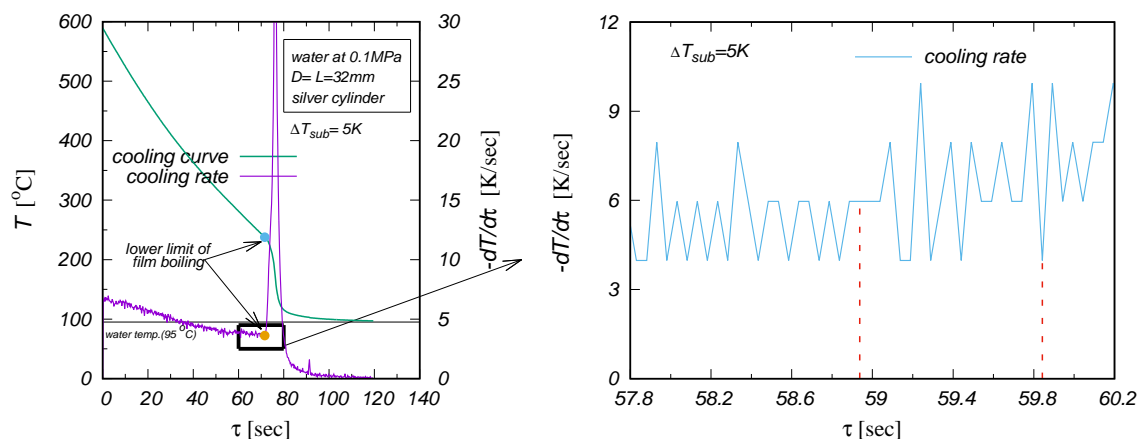 600
500
400
300
200
100
0
T [°C]
30
25
20
15
10
5
0
-dT/dτ [K/sec]
water at 0.1MPa
D= L=32mm
silver cylinder
ΔTsub= 5K
cooling curve
cooling rate
lower limit of
film boiling
water temp.(95 °C)
0 20 40 60 80 100 120 140
τ [sec]
12
9
6
3
0
-dT/dτ [K/sec]
ΔTsub=5K
cooling rate
57.8 58.2 58.6 59 59.4 59.8 60.2
τ [sec]